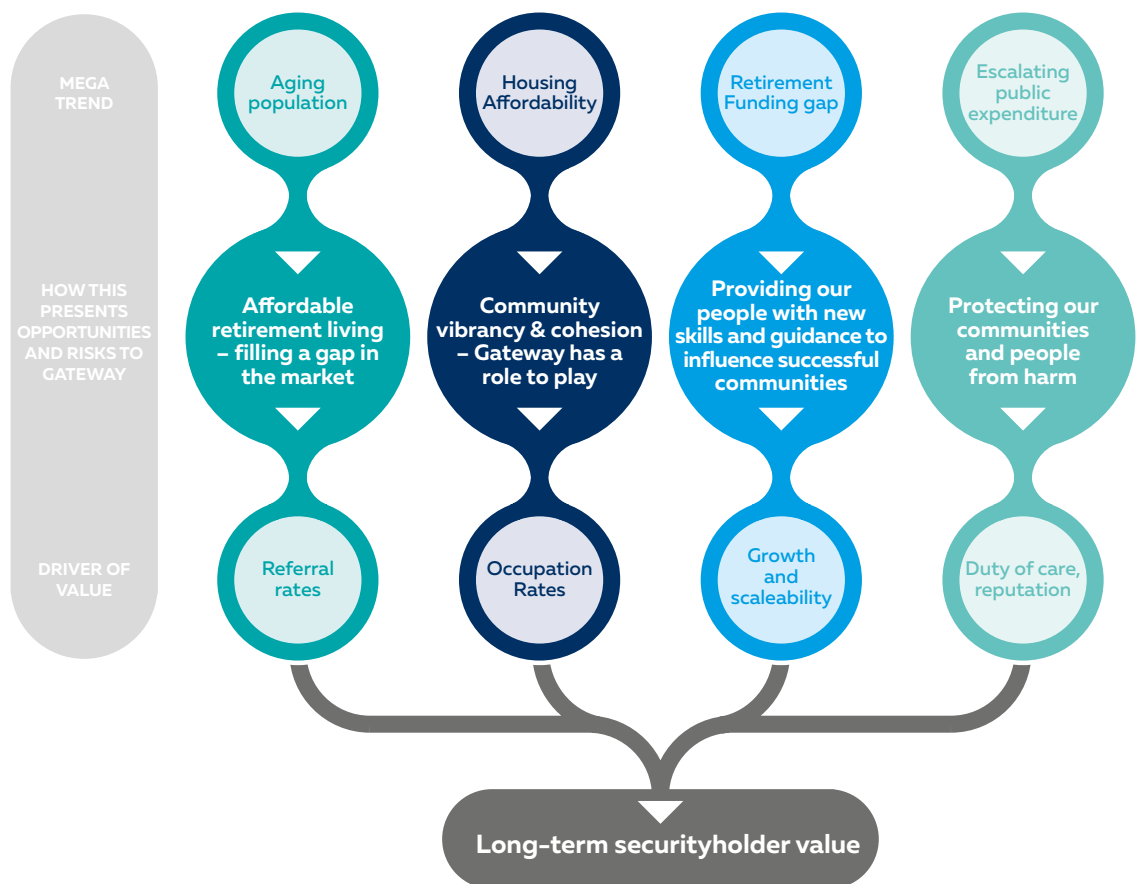 MEGA
TREND
Aging
population
Housing
Affordability
Retirement
Funding gap
Escalating
public
expenditure
HOW THIS
PRESENTS
OPPORTUNITIES
AND RISKS TO
GATEWAY
Affordable
retirement living
– filling a gap in
the market
Community
vibrancy & cohesion
– Gateway has a
role to play
Providing our
people with new
skills and guidance to
influence successful
communities
Protecting our
communities
and people
from harm
DRIVER OF
VALUE
Referral
rates
Occupation
Rates
Growth
and
scaleability
Duty of care,
reputation
Long-term securityholder value